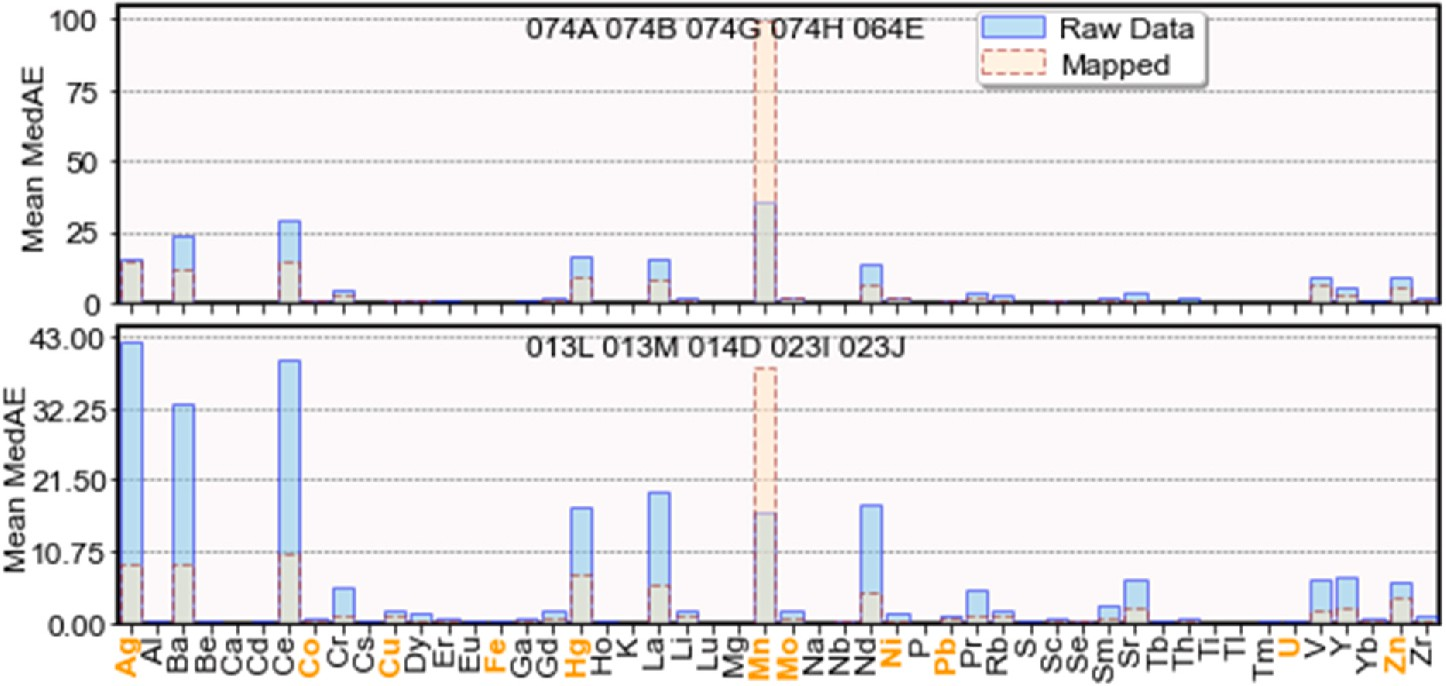 100
75
50
25
0
Mean MedAE
074A 074B 074G 074H 064E
Raw Data
Mapped
43.00
32.25
21.50
10.75
0.00
Mean MedAE
013L 013M 014D 023I 023J
Ag Al Ba Be Ca Cd Ce Co Cr Cs Cu Dy Er Eu Fe Ga Gd Hg Ho K La Li Lu Mg Mn Mo Na Nb Nd Ni P Pb Pr Rb S Sc Se Sm Sr Tb Th Ti Tl Tm U V Y Yb Zn Zr